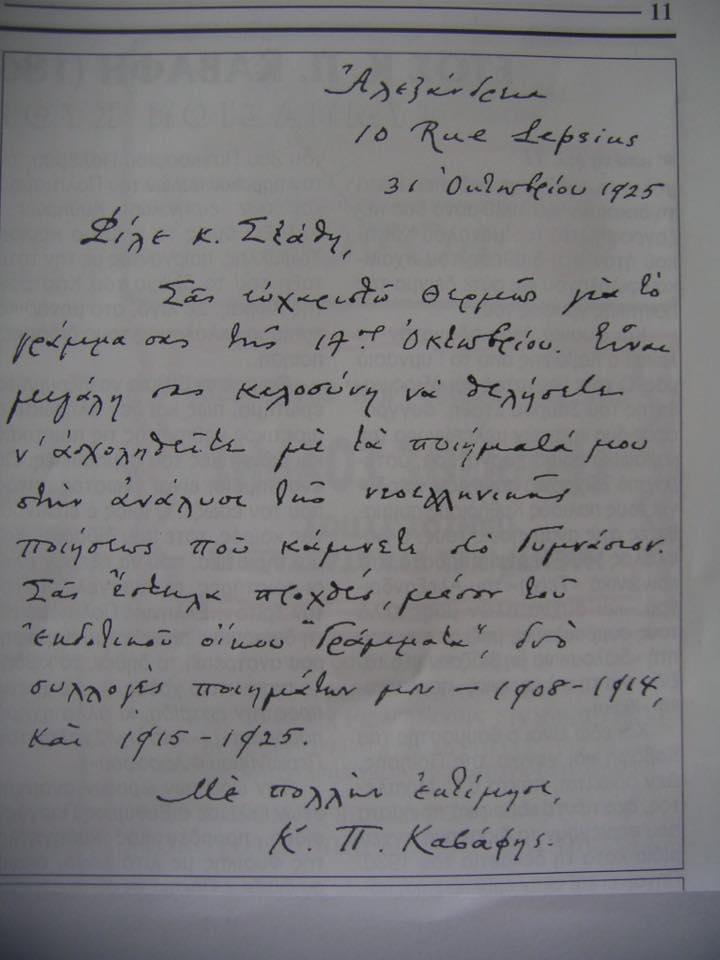 11
Ἀλεξάνδρεια
10 Rue Lepsius
31 Ὀκτωβρίου 1925
Φίλε κ. Στάθη,
Σᾶς εὐχαριστῶ θερμῶς γιὰ τὸ
γράμμα σας τῆς 17ης Ὀκτωβρίου. Εἶναι
μεγάλη σας καλοσύνη νὰ θελήσετε
ν' ἀσχοληθεῖτε μὲ τὰ ποιήματά μου
στὴν ἀνάλυσι τῆς νεοελληνικῆς
ποιήσεως ποὺ κάμνετε στὸ Γυμνάσιον.
Σᾶς ἔστειλα προχθές, μέσον τοῦ
Ἐκδοτικοῦ οἴκου "Γράμματα", δυὸ
συλλογὲς ποιημάτων μου — 1908-1914,
καὶ 1915-1925.
Μὲ πολλὴν ἐκτίμησι,
Κ. Π. Καβάφης.